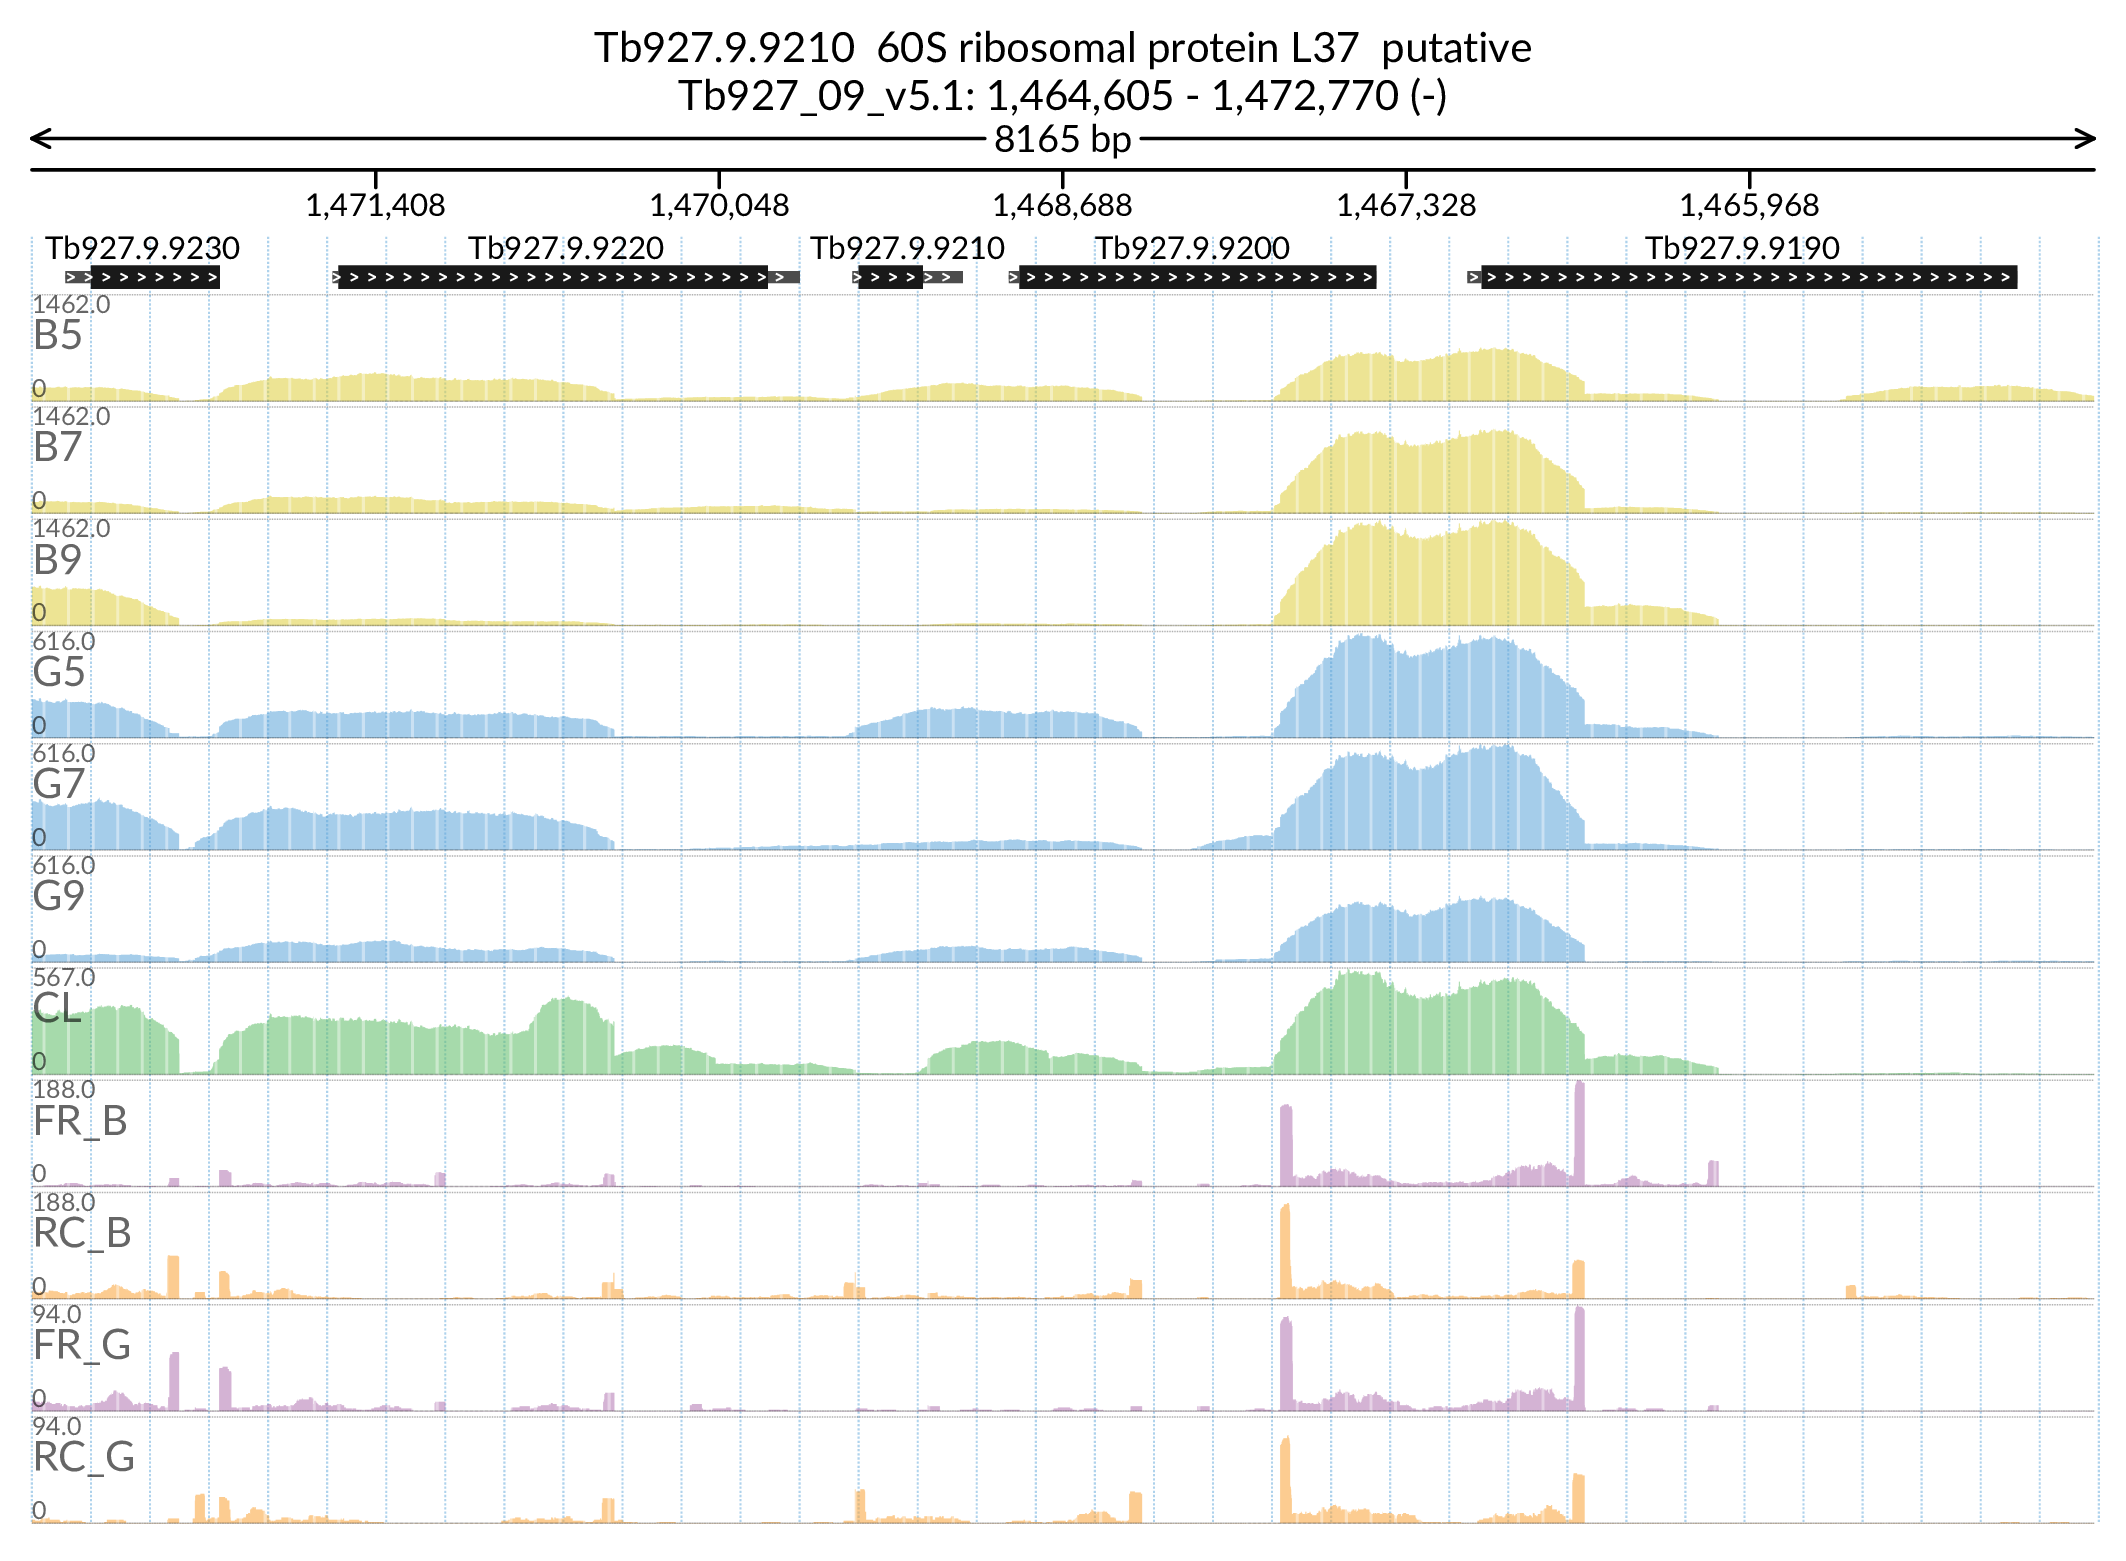 Tb927.9.9210 60S ribosomal protein L37 putative
Tb927_09_v5.1: 1,464,605 - 1,472,770 (-)
8165 bp
1,471,408 1,470,048 1,468,688 1,467,328 1,465,968
Tb927.9.9230 Tb927.9.9220 Tb927.9.9210 Tb927.9.9200 Tb927.9.9190
1462.0
B5
0
1462.0
B7
0
1462.0
B9
0
616.0
G5
0
616.0
G7
0
616.0
G9
0
567.0
CL
0
188.0
FR_B
0
188.0
RC_B
0
94.0
FR_G
0
94.0
RC_G
0